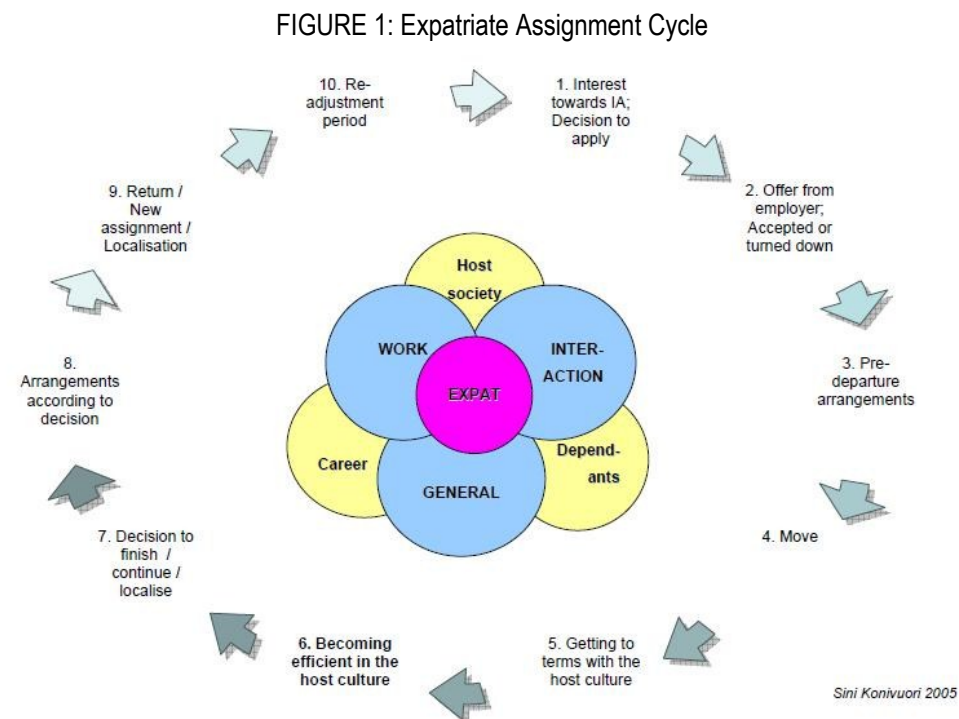 FIGURE 1: Expatriate Assignment Cycle
10. Re-
adjustment
period
1. Interest
towards IA;
Decision to
apply
2. Offer from
employer;
Accepted or
turned down
3. Pre-
departure
arrangements
4. Move
5. Getting to
terms with the
host culture
6. Becoming
efficient in the
host culture
7. Decision to
finish /
continue /
localise
8.
Arrangements
according to
decision
9. Return /
New
assignment /
Localisation
Host
society
WORK
INTER-
ACTION
EXPAT
Career
GENERAL
Depend-
ants
Sini Konivuori 2005